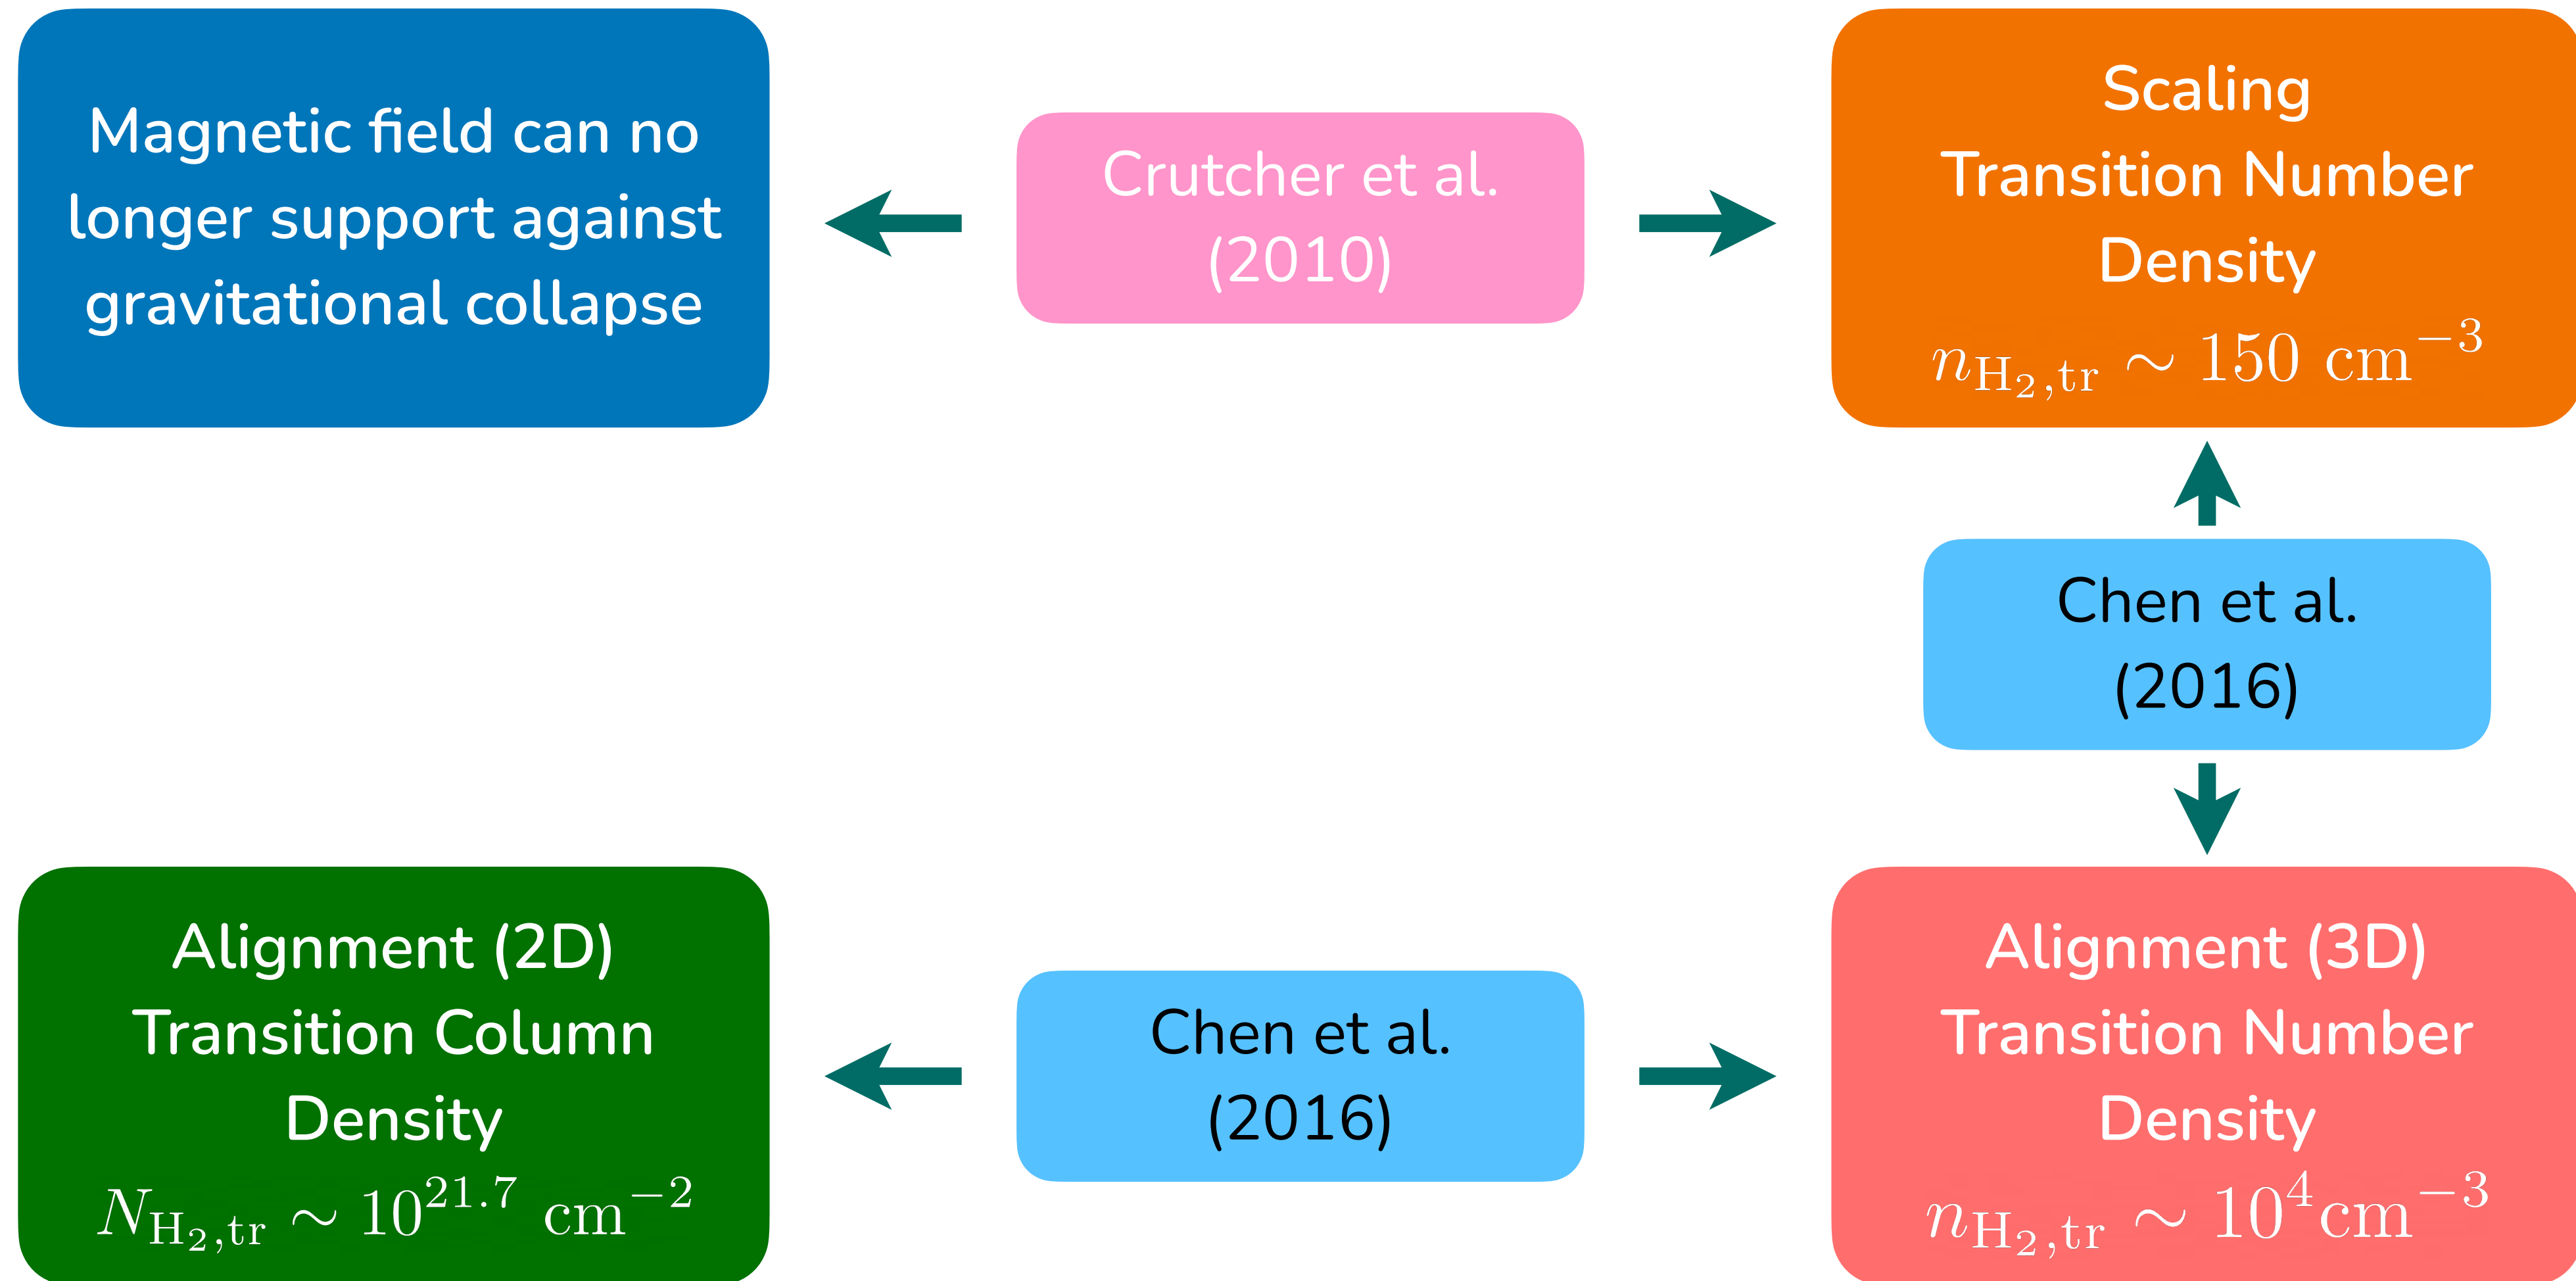 Magnetic field can no
longer support against
gravitational collapse
Crutcher et al.
(2010)
Scaling
Transition Number
Density
n_{H_2,tr} ∼ 150 cm^{−3}
Chen et al.
(2016)
Alignment (2D)
Transition Column
Density
N_{H_2,tr} ∼ 10^{21.7} cm^{−2}
Chen et al.
(2016)
Alignment (3D)
Transition Number
Density
n_{H_2,tr} ∼ 10^4 cm^{−3}